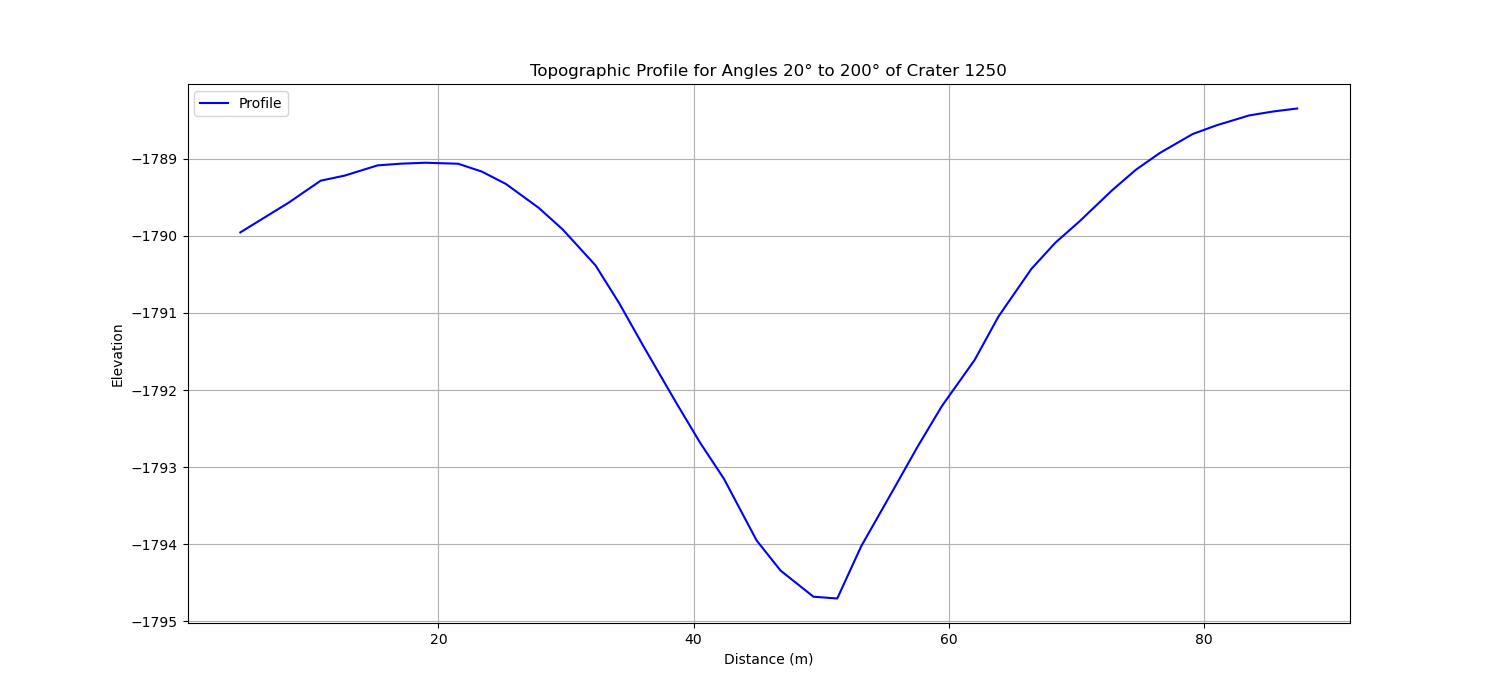 Topographic Profile for Angles 20° to 200° of Crater 1250
Profile
−1789
−1790
−1791
−1792
−1793
−1794
−1795
Elevation
20 40 60 80
Distance (m)